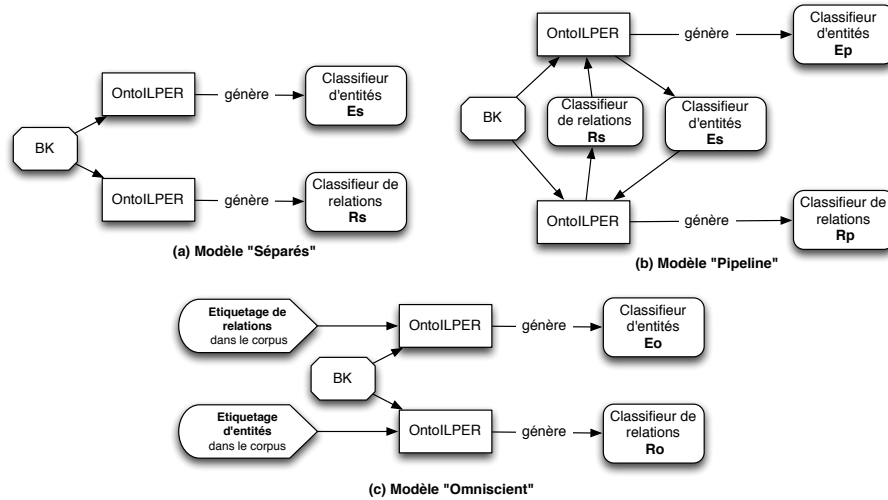 OntoILPER
génère
Classifieur
d'entités
Es
BK
OntoILPER
génère
Classifieur de
relations
Rs
(a) Modèle "Séparés"
OntoILPER
génère
Classifieur
d'entités
Ep
BK
Classifieur
de relations
Rs
Classifieur
d'entités
Es
OntoILPER
génère
Classifieur de
relations
Rp
(b) Modèle "Pipeline"
Etiquetage de
relations
dans le corpus
OntoILPER
génère
Classifieur
d'entités
Eo
BK
Etiquetage
d'entités
dans le corpus
OntoILPER
génère
Classifieur de
relations
Ro
(c) Modèle "Omniscient"